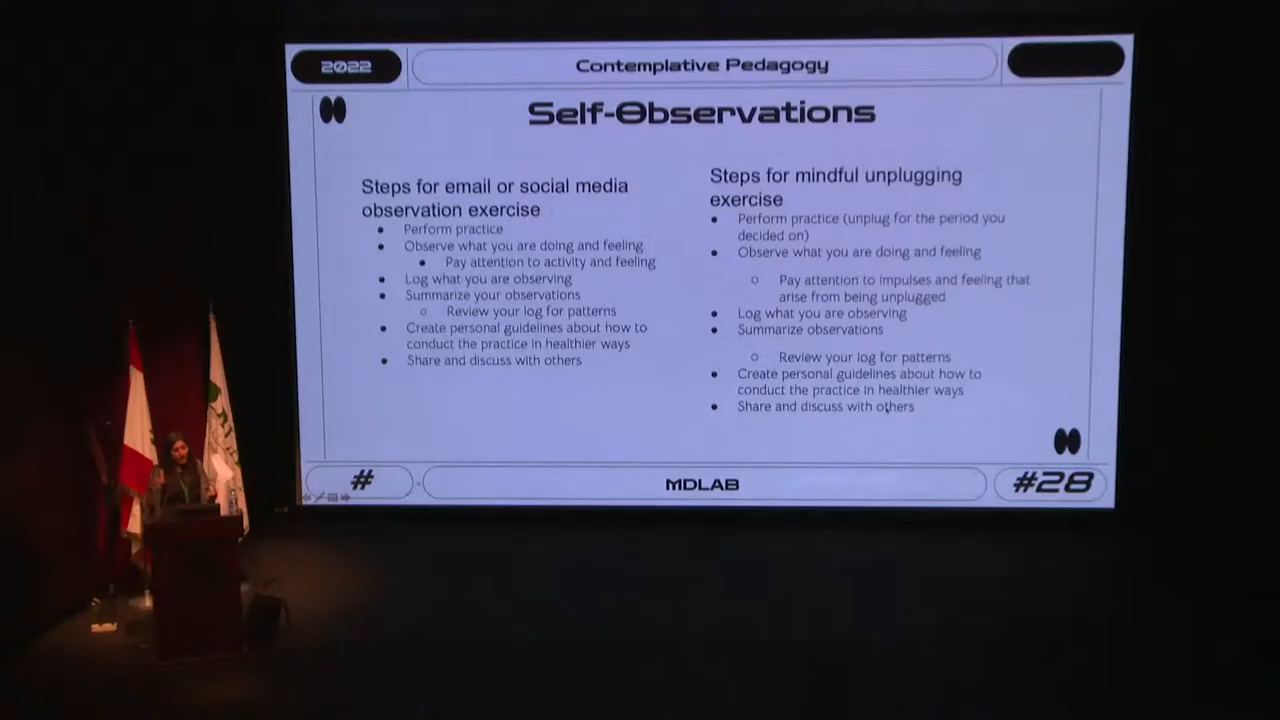 2022
Contemplative Pedagogy
Self-Observations
Steps for email or social media
observation exercise
Perform practice
Observe what you are doing and feeling
Pay attention to activity and feeling
Log what you are observing
Summarize your observations
Review your log for patterns
Create personal guidelines about how to
conduct the practice in healthier ways
Share and discuss with others
Steps for mindful unplugging
exercise
Perform practice (unplug for the period you
decided on)
Observe what you are doing and feeling
Pay attention to impulses and feeling that
arise from being unplugged
Log what you are observing
Summarize observations
Review your log for patterns
Create personal guidelines about how to
conduct the practice in healthier ways
Share and discuss with others
#
MDLAB
#28